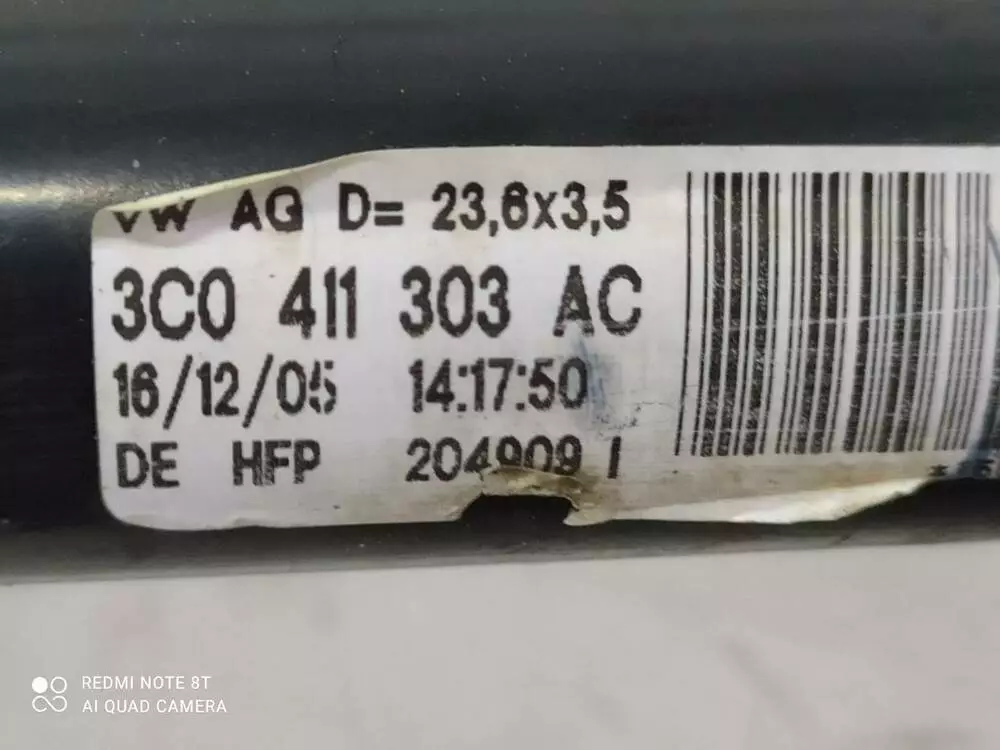 VW AG D= 23,6x3,5
3C0 411 303 AC
16/12/05 14:17:50
DE HFP 204909 I
REDMI NOTE 8T
AI QUAD CAMERA